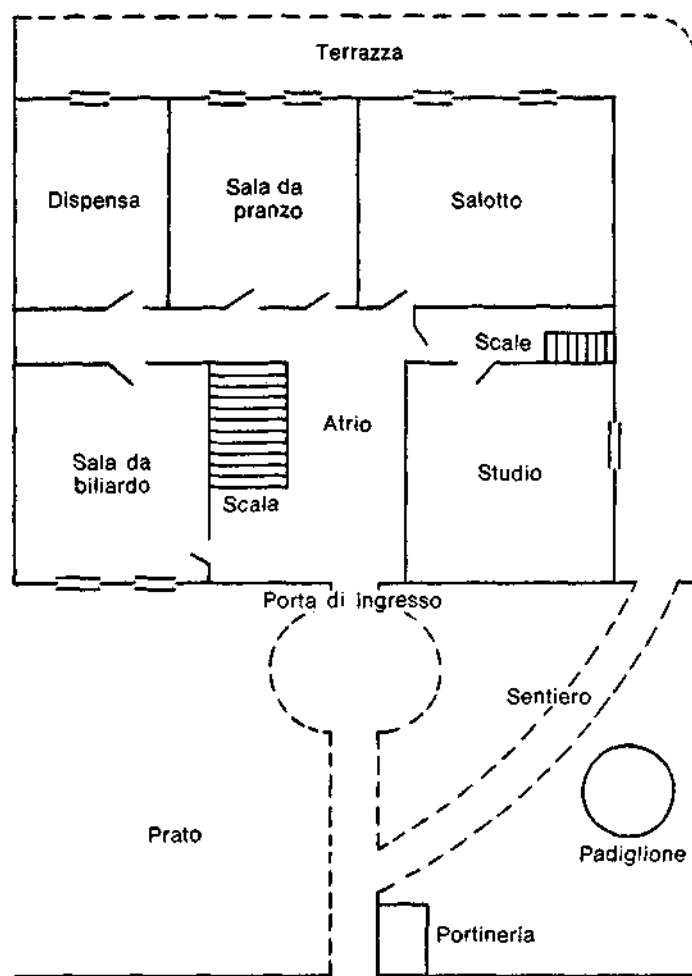 Terrazza
Dispensa
Sala da
pranzo
Salotto
Scale
Atrio
Sala da
biliardo
Studio
Scala
Porta di Ingresso
Sentiero
Prato
Padiglione
Portineria